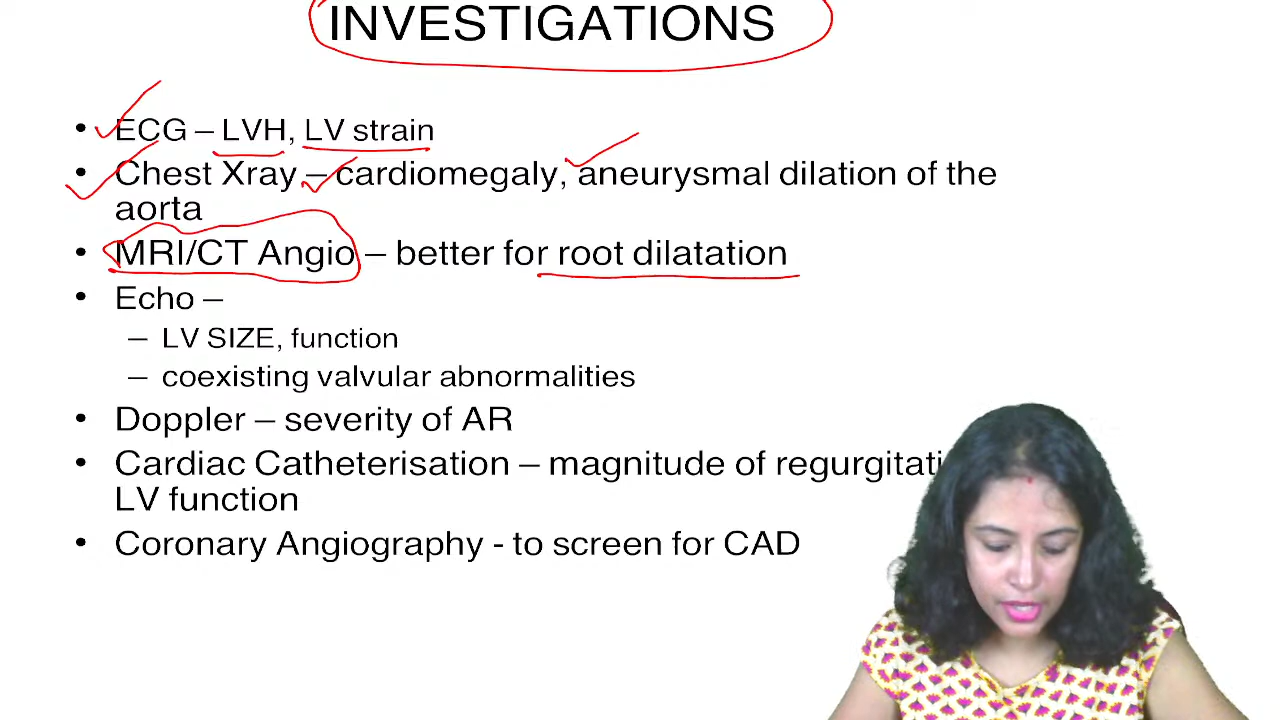 INVESTIGATIONS
• ECG – LVH, LV strain
• Chest Xray – cardiomegaly, aneurysmal dilation of the
aorta
• MRI/CT Angio – better for root dilatation
• Echo –
– LV SIZE, function
– coexisting valvular abnormalities
• Doppler – severity of AR
• Cardiac Catheterisation – magnitude of
LV function
• Coronary Angiography - to screen for CAD